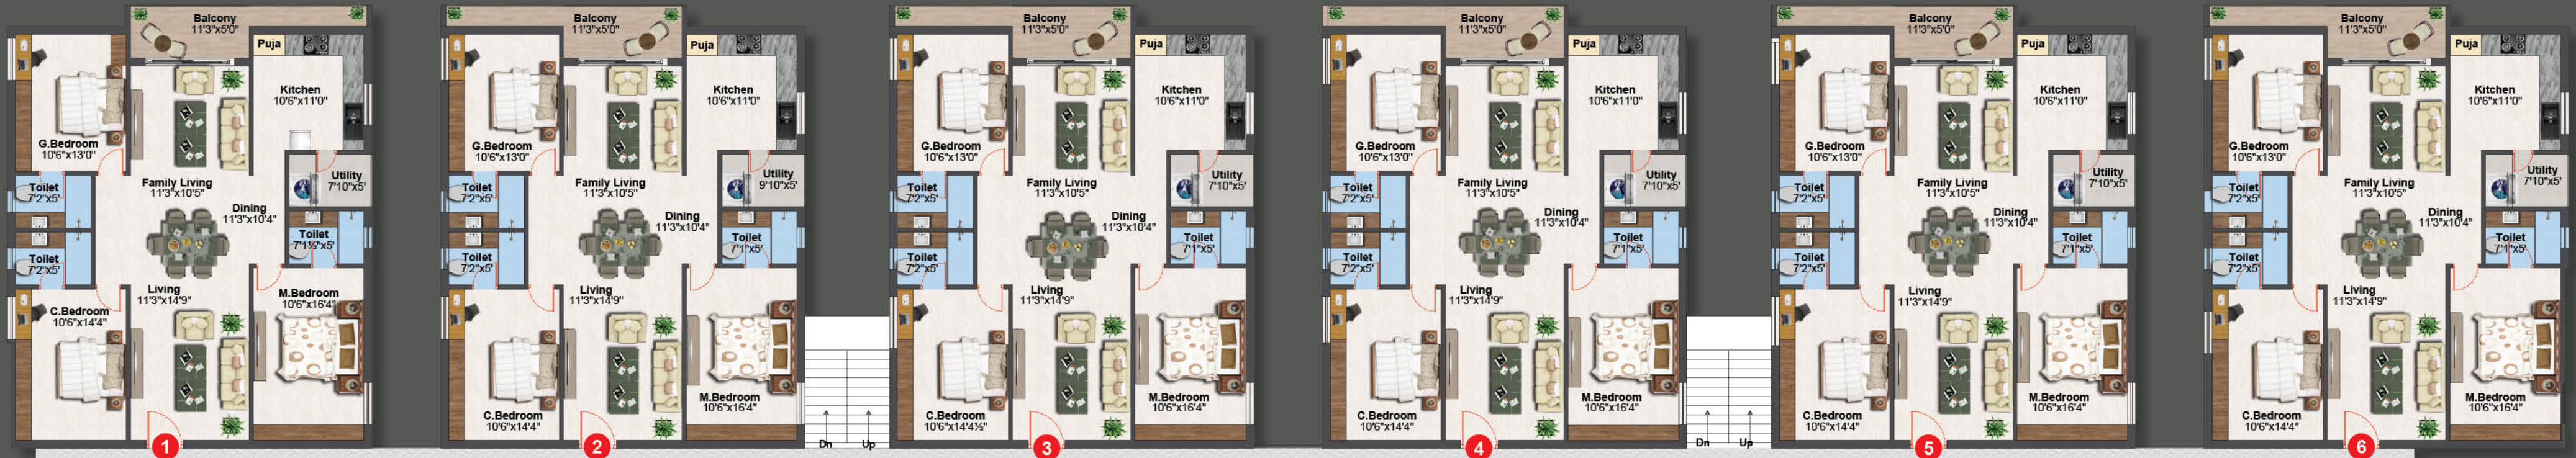 Balcony
11'3"x5'0"
Puja
Kitchen
10'6"x11'0"
G.Bedroom
10'6"x13'0"
Utility
7'10"x5'
Toilet
7'2"x5'
Family Living
11'3"x10'5"
Dining
11'3"x10'4"
Toilet
7'1½"x5'
Toilet
7'2"x5'
Living
11'3"x14'9"
M.Bedroom
10'6"x16'4"
C.Bedroom
10'6"x14'4"
1
Balcony
11'3"x5'0"
Puja
Kitchen
10'6"x11'0"
G.Bedroom
10'6"x13'0"
Utility
9'10"x5'
Toilet
7'2"x5'
Family Living
11'3"x10'5"
Dining
11'3"x10'4"
Toilet
7'1"x5'
Toilet
7'2"x5'
Living
11'3"x14'9"
M.Bedroom
10'6"x16'4"
C.Bedroom
10'6"x14'4"
2
Dn
Up
Balcony
11'3"x5'0"
Puja
Kitchen
10'6"x11'0"
G.Bedroom
10'6"x13'0"
Utility
7'10"x5'
Toilet
7'2"x5'
Family Living
11'3"x10'5"
Dining
11'3"x10'4"
Toilet
7'1"x5'
Toilet
7'2"x5'
Living
11'3"x14'9"
M.Bedroom
10'6"x16'4"
C.Bedroom
10'6"x14'4½"
3
Balcony
11'3"x5'0"
Puja
Kitchen
10'6"x11'0"
G.Bedroom
10'6"x13'0"
Utility
7'10"x5'
Toilet
7'2"x5'
Family Living
11'3"x10'5"
Dining
11'3"x10'4"
Toilet
7'1"x5'
Toilet
7'2"x5'
Living
11'3"x14'9"
M.Bedroom
10'6"x16'4"
C.Bedroom
10'6"x14'4"
4
Dn
Up
Balcony
11'3"x5'0"
Puja
Kitchen
10'6"x11'0"
G.Bedroom
10'6"x13'0"
Utility
7'10"x5'
Toilet
7'2"x5'
Family Living
11'3"x10'5"
Dining
11'3"x10'4"
Toilet
7'1"x5'
Toilet
7'2"x5'
Living
11'3"x14'9"
M.Bedroom
10'6"x16'4"
C.Bedroom
10'6"x14'4"
5
Balcony
11'3"x5'0"
Puja
Kitchen
10'6"x11'0"
G.Bedroom
10'6"x13'0"
Utility
7'10"x5'
Toilet
7'2"x5'
Family Living
11'3"x10'5"
Dining
11'3"x10'4"
Toilet
7'1"x5'
Toilet
7'2"x5'
Living
11'3"x14'9"
M.Bedroom
10'6"x16'4"
C.Bedroom
10'6"x14'4"
6